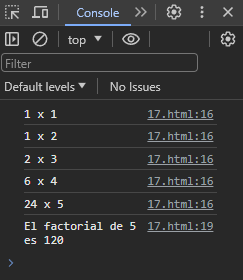 Console
top
Filter
Default levels
No Issues
1 x 1 17.html:16
1 x 2 17.html:16
2 x 3 17.html:16
6 x 4 17.html:16
24 x 5 17.html:16
El factorial de 5 17.html:19
es 120